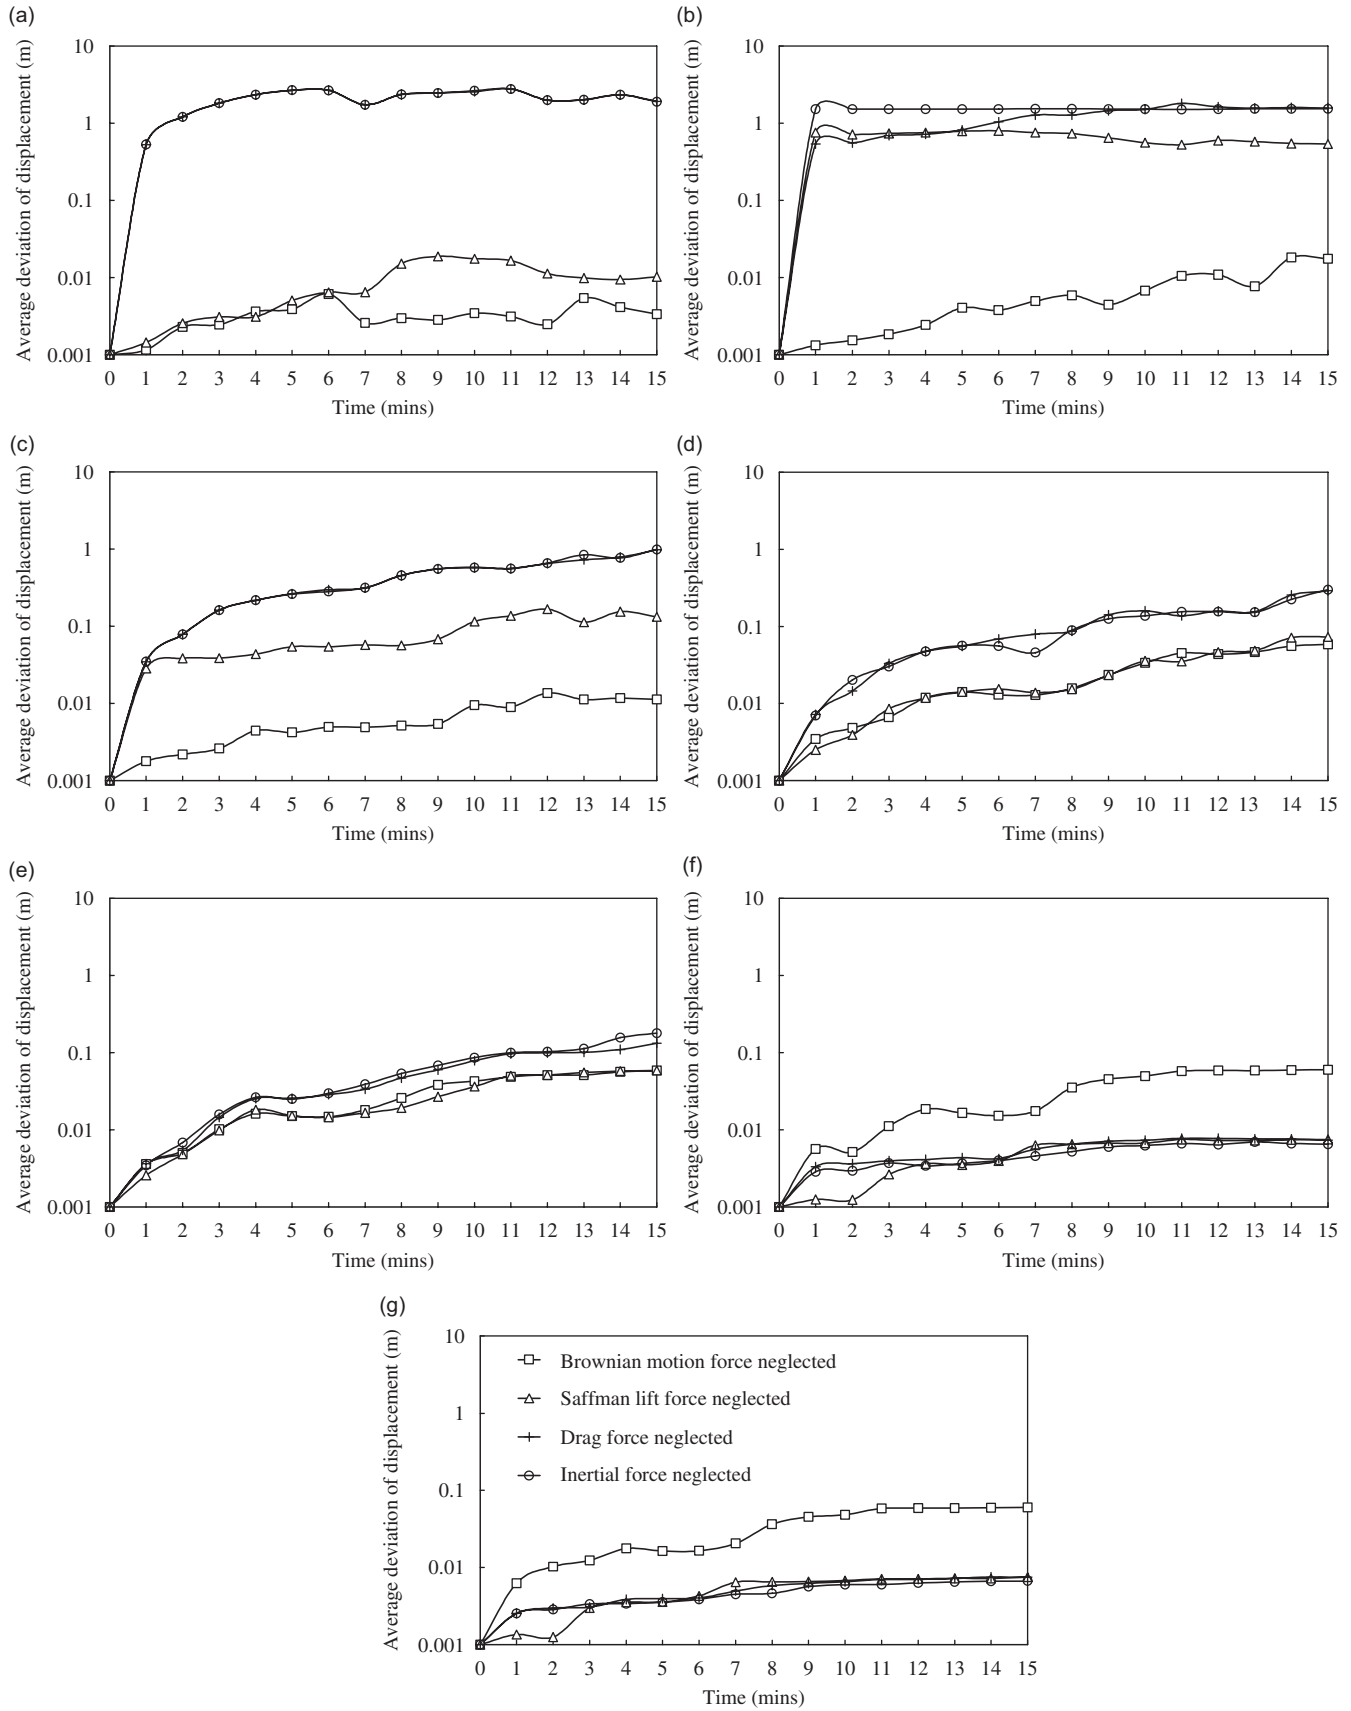 (a)
Average deviation of displacement (m)
10
1
0.1
0.01
0.001
0 1 2 3 4 5 6 7 8 9 10 11 12 13 14 15
Time (mins)
(b)
Average deviation of displacement (m)
10
1
0.1
0.01
0.001
0 1 2 3 4 5 6 7 8 9 10 11 12 13 14 15
Time (mins)
(c)
Average deviation of displacement (m)
10
1
0.1
0.01
0.001
0 1 2 3 4 5 6 7 8 9 10 11 12 13 14 15
Time (mins)
(d)
Average deviation of displacement (m)
10
1
0.1
0.01
0.001
0 1 2 3 4 5 6 7 8 9 10 11 12 13 14 15
Time (mins)
(e)
Average deviation of displacement (m)
10
1
0.1
0.01
0.001
0 1 2 3 4 5 6 7 8 9 10 11 12 13 14 15
Time (mins)
(f)
Average deviation of displacement (m)
10
1
0.1
0.01
0.001
0 1 2 3 4 5 6 7 8 9 10 11 12 13 14 15
Time (mins)
(g)
Average deviation of displacement (m)
10
1
0.1
0.01
0.001
Brownian motion force neglected
Saffman lift force neglected
Drag force neglected
Inertial force neglected
0 1 2 3 4 5 6 7 8 9 10 11 12 13 14 15
Time (mins)